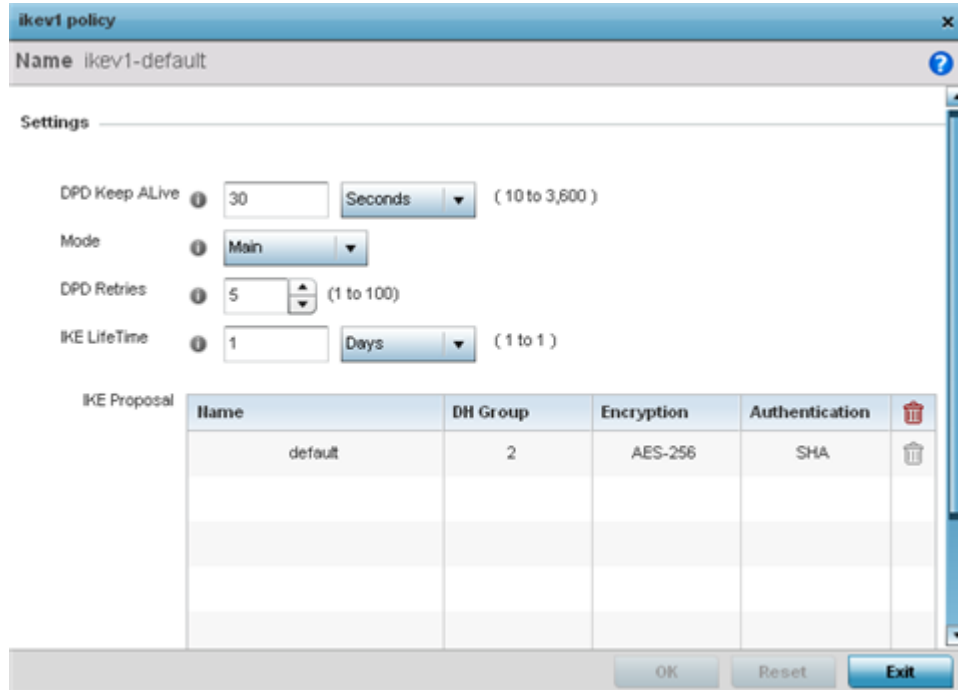 ikev1 policy
Name ikev1-default
Settings
DPD Keep ALive 30 Seconds ( 10 to 3,600 )
Mode Main
DPD Retries 5 (1 to 100)
IKE LifeTime 1 Days ( 1 to 1 )
IKE Proposal
Name DH Group Encryption Authentication
default 2 AES-256 SHA
OK Reset Exit